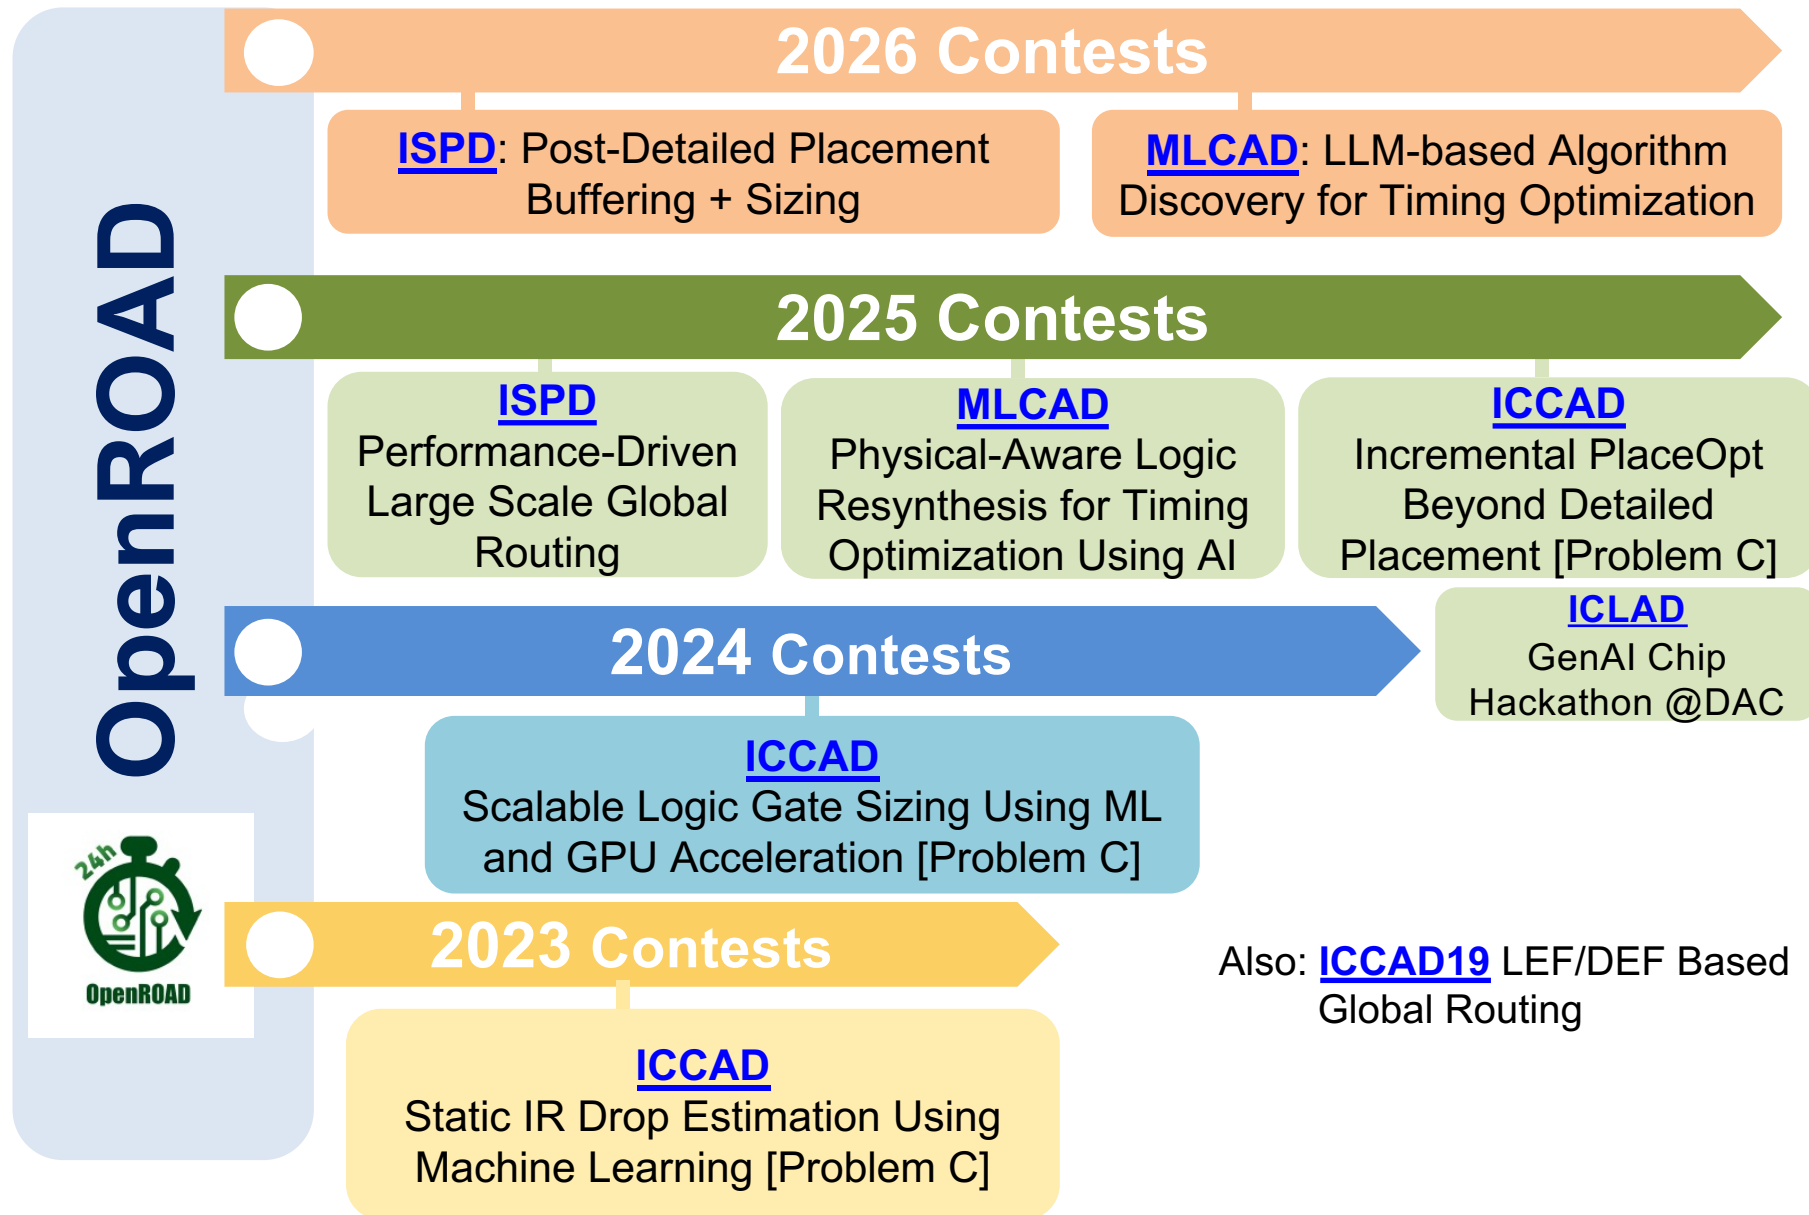 OpenROAD
2026 Contests
ISPD: Post-Detailed Placement
Buffering + Sizing
MLCAD: LLM-based Algorithm
Discovery for Timing Optimization
2025 Contests
ISPD
Performance-Driven
Large Scale Global
Routing
MLCAD
Physical-Aware Logic
Resynthesis for Timing
Optimization Using AI
ICCAD
Incremental PlaceOpt
Beyond Detailed
Placement [Problem C]
ICLAD
GenAI Chip
Hackathon @DAC
2024 Contests
ICCAD
Scalable Logic Gate Sizing Using ML
and GPU Acceleration [Problem C]
24h
OpenROAD
2023 Contests
ICCAD
Static IR Drop Estimation Using
Machine Learning [Problem C]
Also: ICCAD19 LEF/DEF Based
Global Routing